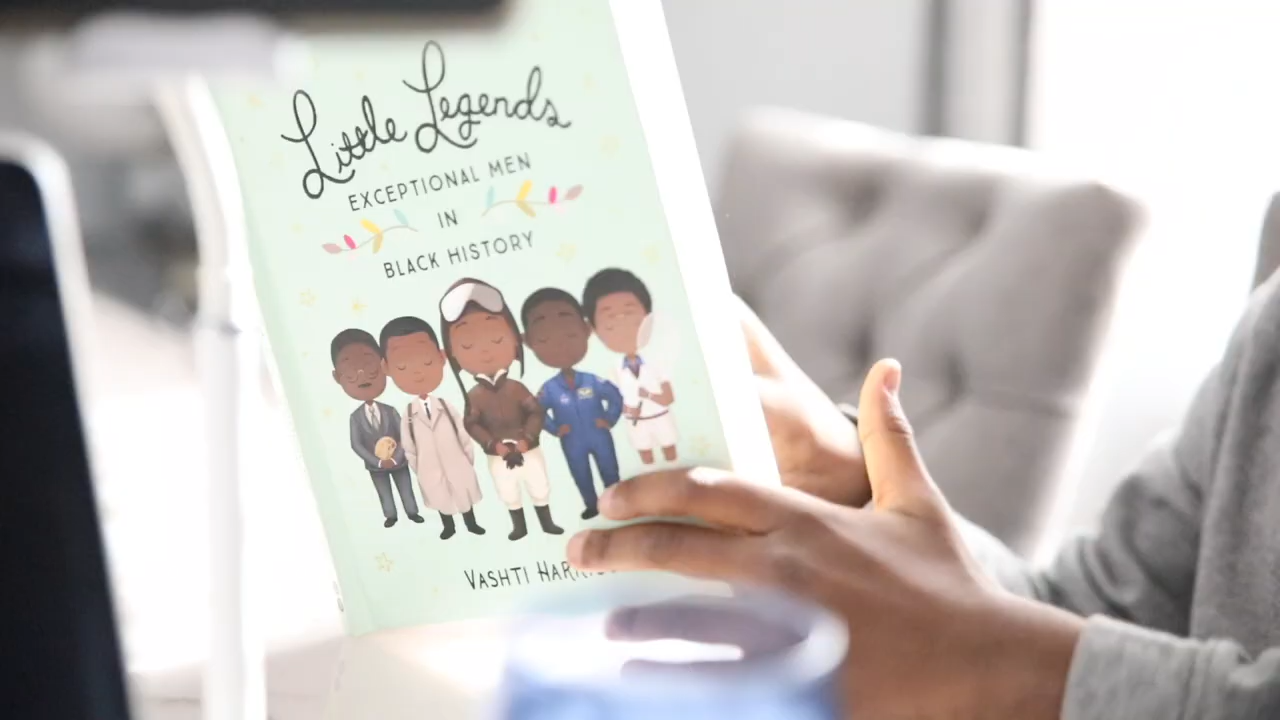 Little Legends
EXCEPTIONAL MEN
IN
BLACK HISTORY
VASHTI